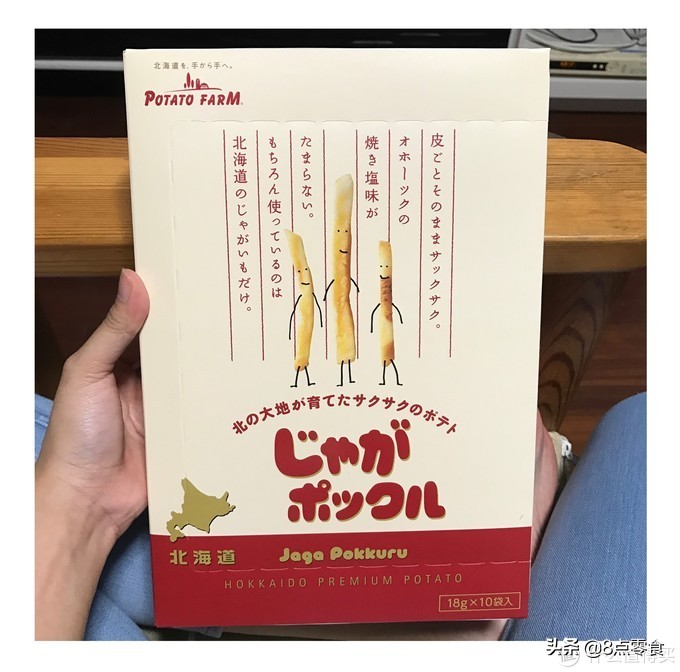 北海道を、手から手へ。
POTATO FARM
皮ごとそのままサックサク。
オホーツクの
焼き塩味が
たまらない。
もちろん使っているのは
北海道のじゃがいもだけ。
北の大地が育てたサクサクのポテト
じゃが
ポックル
北海道
Jaga Pokkuru
HOKKAIDO PREMIUM POTATO
18g×10袋入
头条 @8点零食